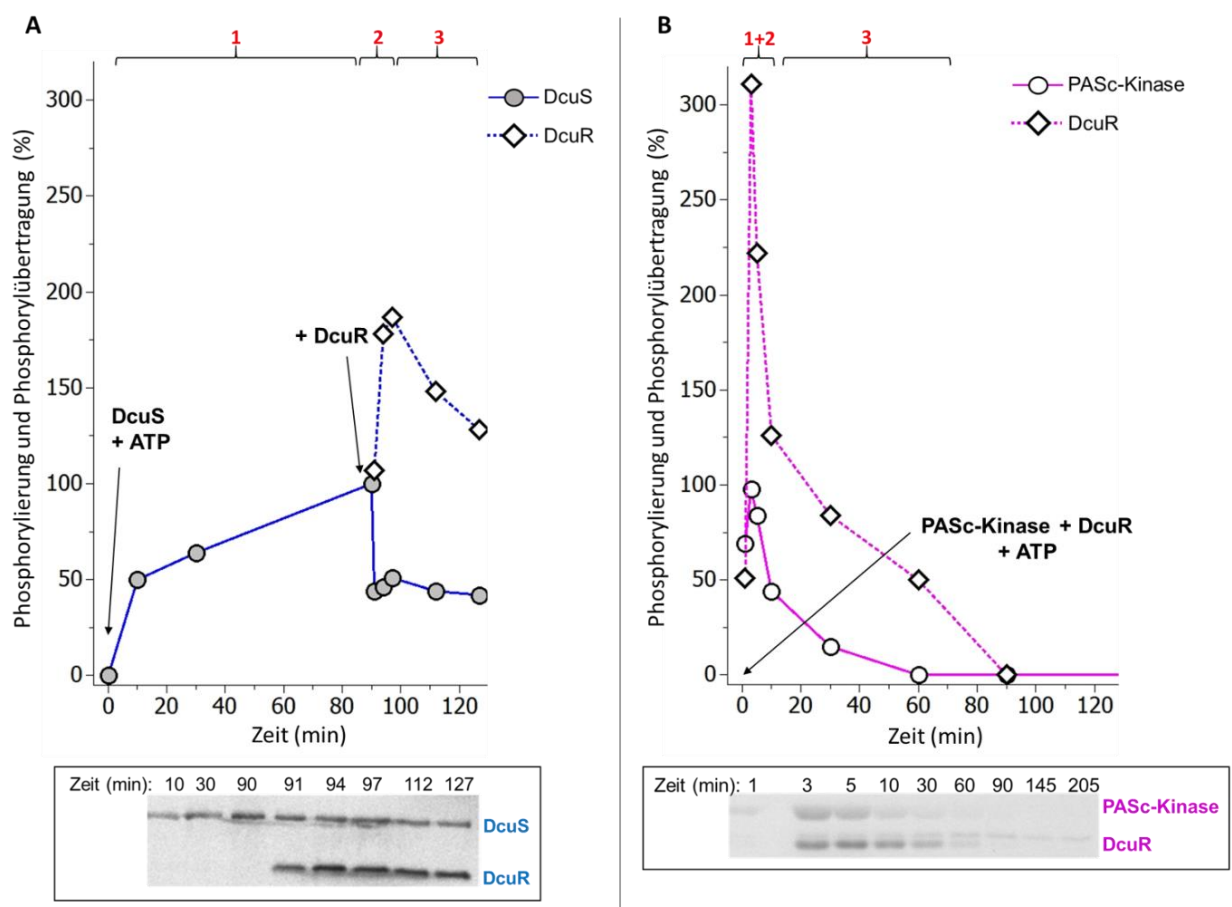 A
1
2
3
300
250
200
150
100
50
0
Phosphorylierung und Phosphorylübertragung (%)
DcuS
DcuR
+ DcuR
DcuS
+ ATP
0 20 40 60 80 100 120
Zeit (min)
Zeit (min): 10 30 90 91 94 97 112 127
DcuS
DcuR
B
1+2
3
300
250
200
150
100
50
0
Phosphorylierung und Phosphorylübertragung (%)
PASc-Kinase
DcuR
PASc-Kinase + DcuR
+ ATP
0 20 40 60 80 100 120
Zeit (min)
Zeit (min): 1 3 5 10 30 60 90 145 205
PASc-Kinase
DcuR